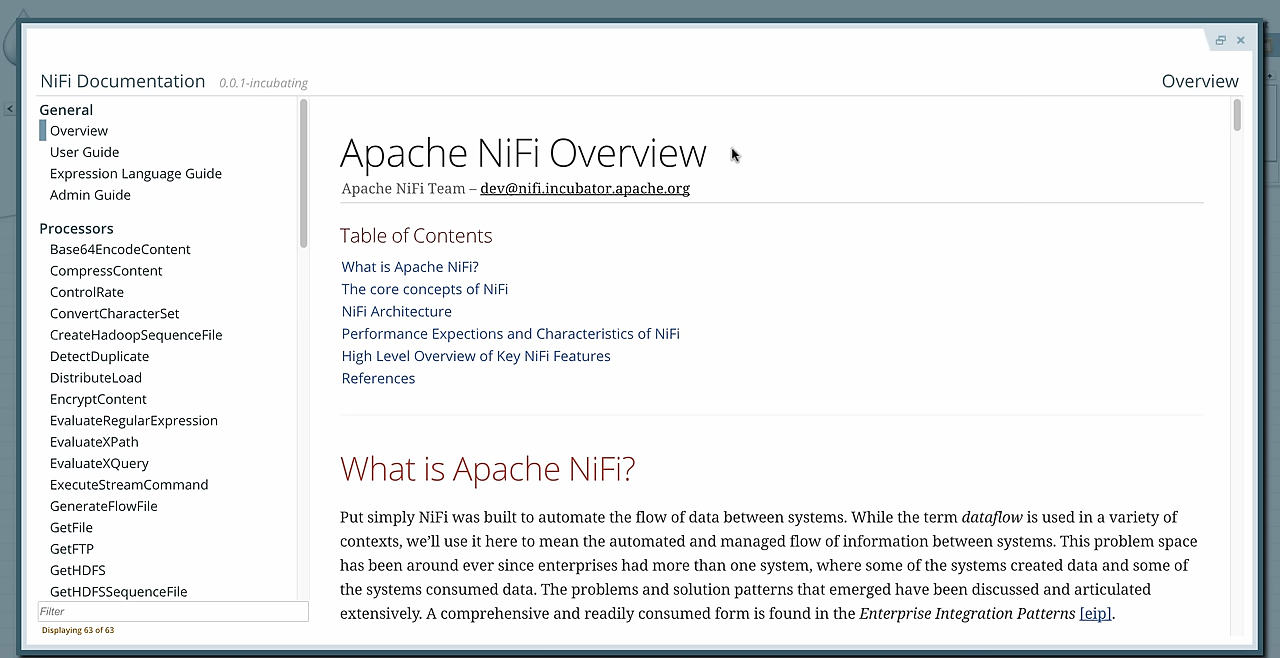 NiFi Documentation 0.0.1-incubating
Overview
General
Overview
User Guide
Expression Language Guide
Admin Guide
Processors
Base64EncodeContent
CompressContent
ControlRate
ConvertCharacterSet
CreateHadoopSequenceFile
DetectDuplicate
DistributeLoad
EncryptContent
EvaluateRegularExpression
EvaluateXPath
EvaluateXQuery
ExecuteStreamCommand
GenerateFlowFile
GetFile
GetFTP
GetHDFS
GetHDFSSequenceFile
Filter
Displaying 63 of 63
Apache NiFi Overview
Apache NiFi Team – dev@nifi.incubator.apache.org
Table of Contents
What is Apache NiFi?
The core concepts of NiFi
NiFi Architecture
Performance Expections and Characteristics of NiFi
High Level Overview of Key NiFi Features
References
What is Apache NiFi?
Put simply NiFi was built to automate the flow of data between systems. While the term dataflow is used in a variety of
contexts, we’ll use it here to mean the automated and managed flow of information between systems. This problem space
has been around ever since enterprises had more than one system, where some of the systems created data and some of
the systems consumed data. The problems and solution patterns that emerged have been discussed and articulated
extensively. A comprehensive and readily consumed form is found in the Enterprise Integration Patterns [eip].